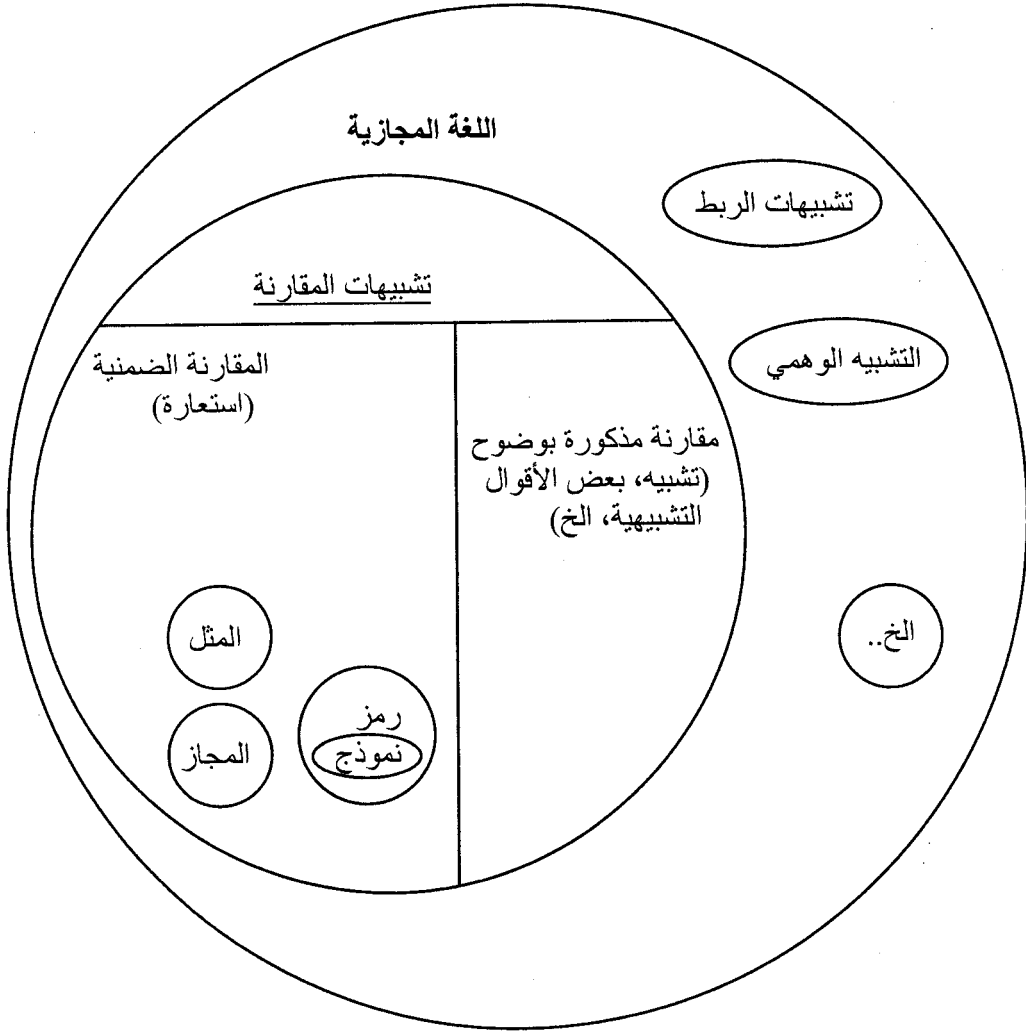 اللغة المجازية
تشبيهات الربط
تشبيهات المقارنة
التشبيه الوهمي
المقارنة الضمنية
(استعارة)
مقارنة مذكورة بوضوح
(تشبيه، بعض الأقوال
التشبيهية، الخ)
الخ..
المثل
رمز
نموذج
المجاز